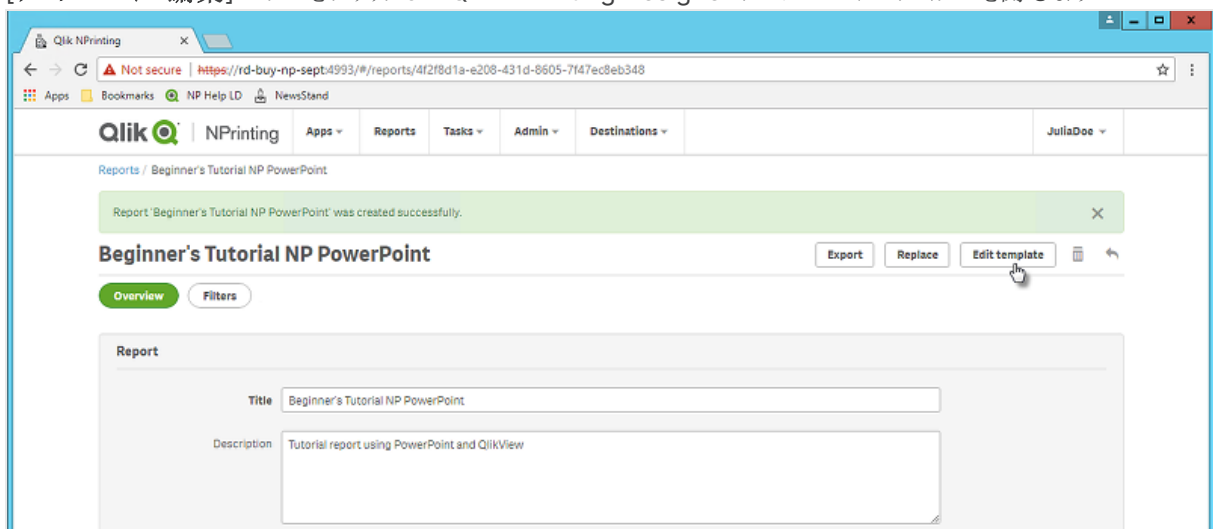 Qlik NPrinting
Not secure | https://rd-buy-np-sept:4993/#/reports/4f2f8d1a-e208-431d-8605-7f47ec8eb348
Apps Bookmarks NP Help LD NewsStand
Qlik NPrinting Apps Reports Tasks Admin Destinations JuliaDoe
Reports / Beginner's Tutorial NP PowerPoint
Report 'Beginner's Tutorial NP PowerPoint' was created successfully.
Beginner's Tutorial NP PowerPoint Export Replace Edit template
Overview Filters
Report
Title Beginner's Tutorial NP PowerPoint
Description Tutorial report using PowerPoint and QlikView